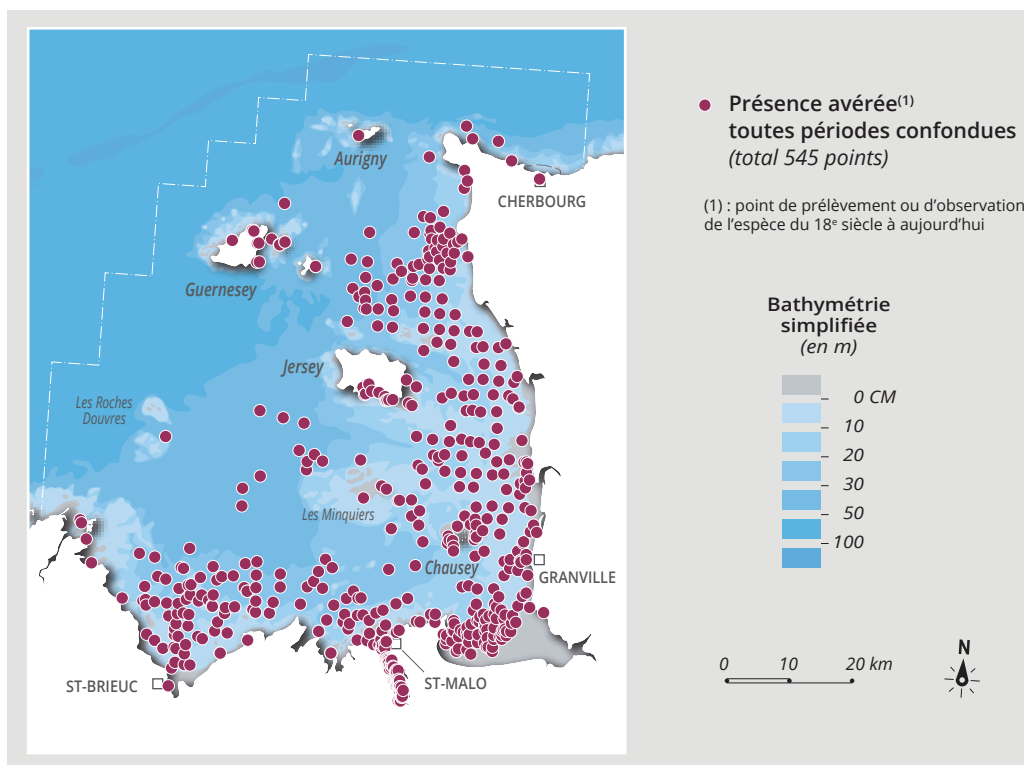 Aurigny
CHERBOURG
Guernesey
Jersey
Les Roches
Douvres
Les Minquiers
Chausey
GRANVILLE
ST-BRIEUC
ST-MALO
Présence avérée(1)
toutes périodes confondues
(total 545 points)
(1) : point de prélèvement ou d'observation
de l'espèce du 18e siècle à aujourd'hui
Bathymétrie
simplifiée
(en m)
0 CM
10
20
30
50
100
0 10 20 km
N